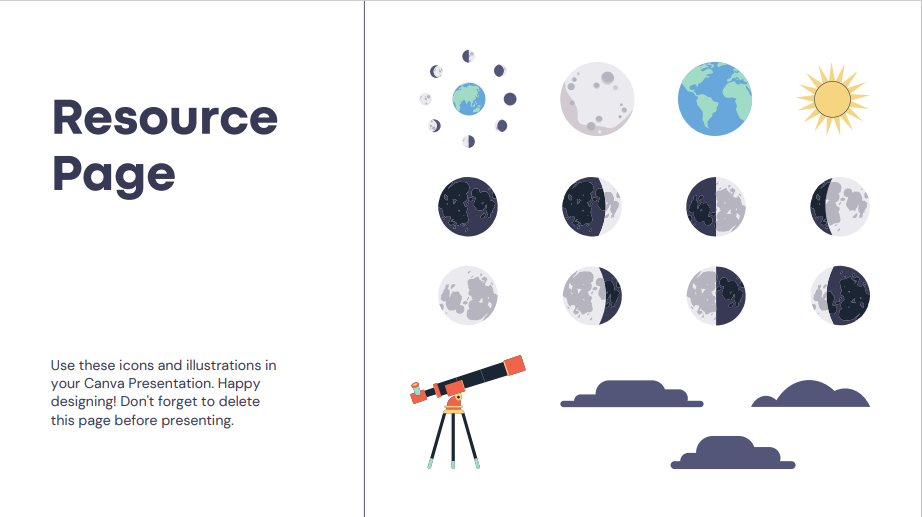 Resource
Page
Use these icons and illustrations in
your Canva Presentation. Happy
designing! Don't forget to delete
this page before presenting.